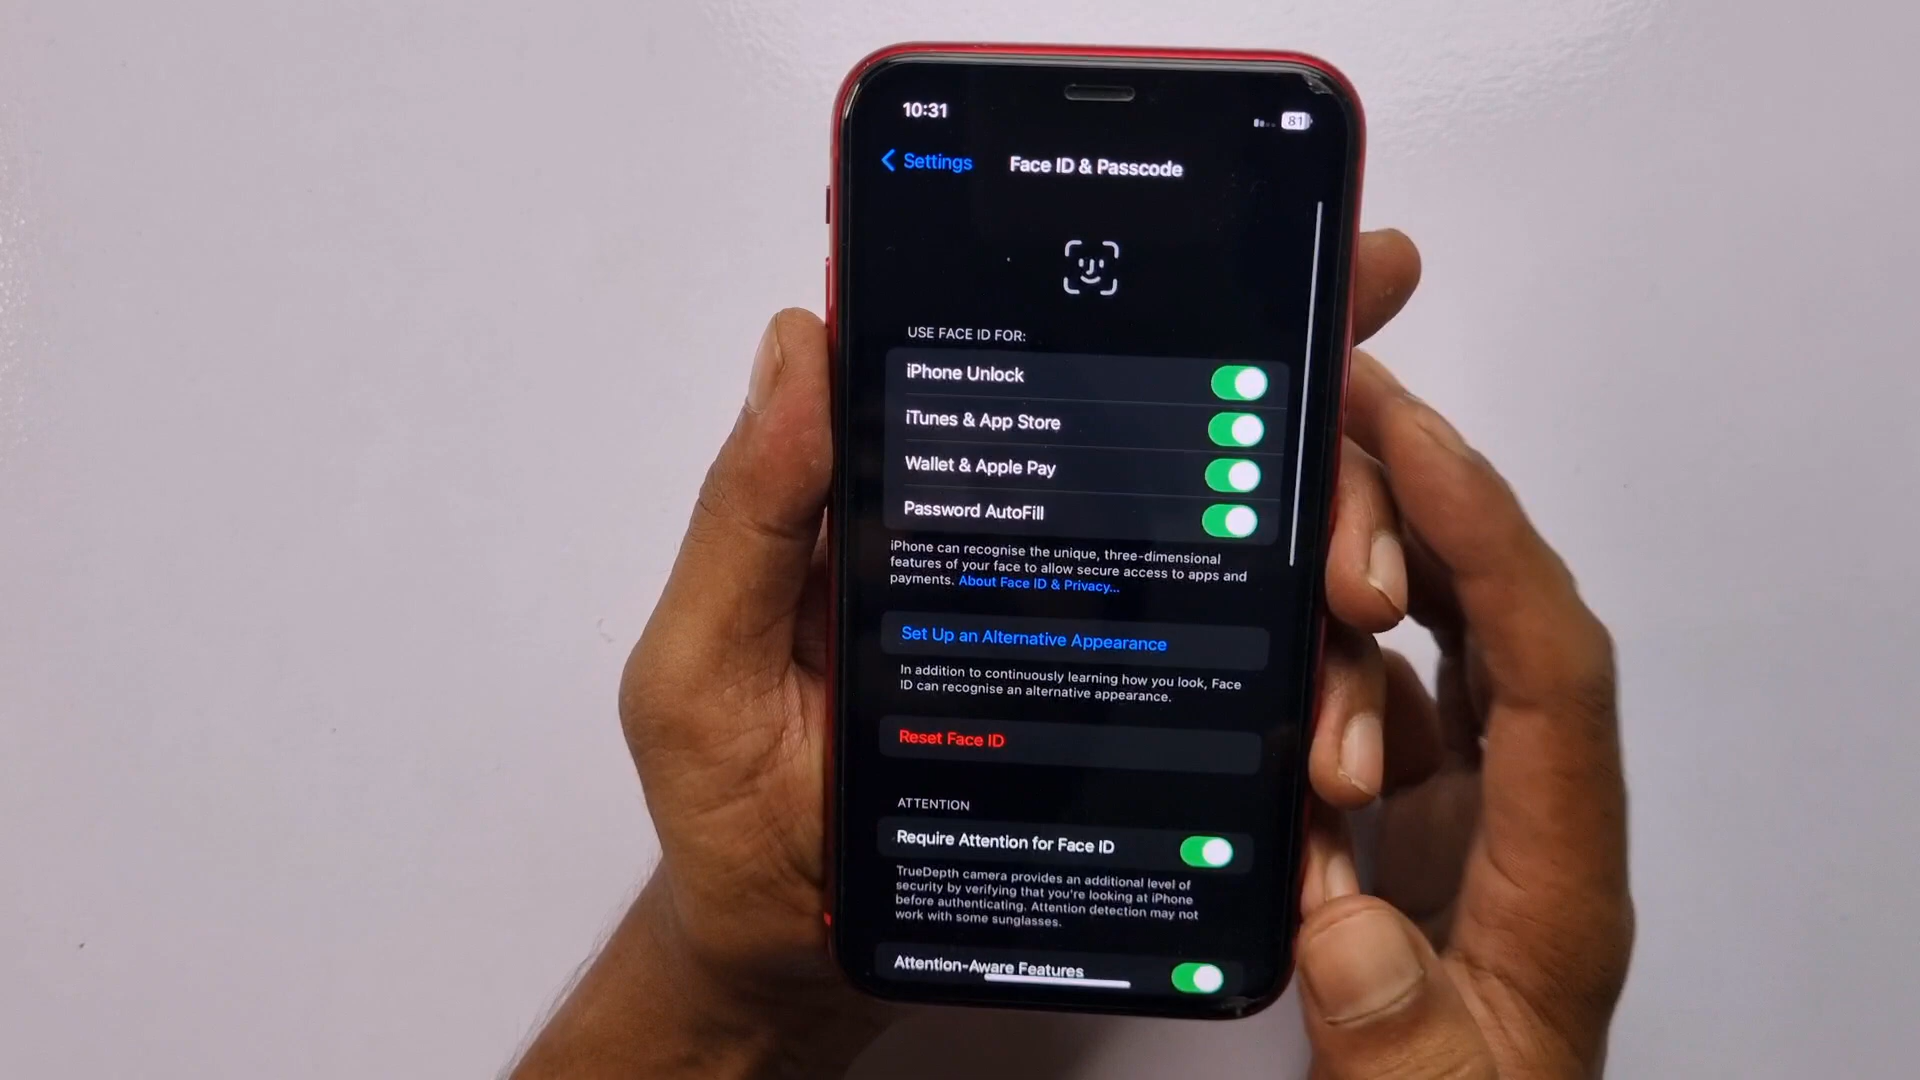 10:31
81
Settings
Face ID & Passcode
USE FACE ID FOR:
iPhone Unlock
iTunes & App Store
Wallet & Apple Pay
Password AutoFill
iPhone can recognise the unique, three-dimensional
features of your face to allow secure access to apps and
payments. About Face ID & Privacy...
Set Up an Alternative Appearance
In addition to continuously learning how you look, Face
ID can recognise an alternative appearance.
Reset Face ID
ATTENTION
Require Attention for Face ID
TrueDepth camera provides an additional level of
security by verifying that you're looking at iPhone
before authenticating. Attention detection may not
work with some sunglasses.
Attention-Aware Features